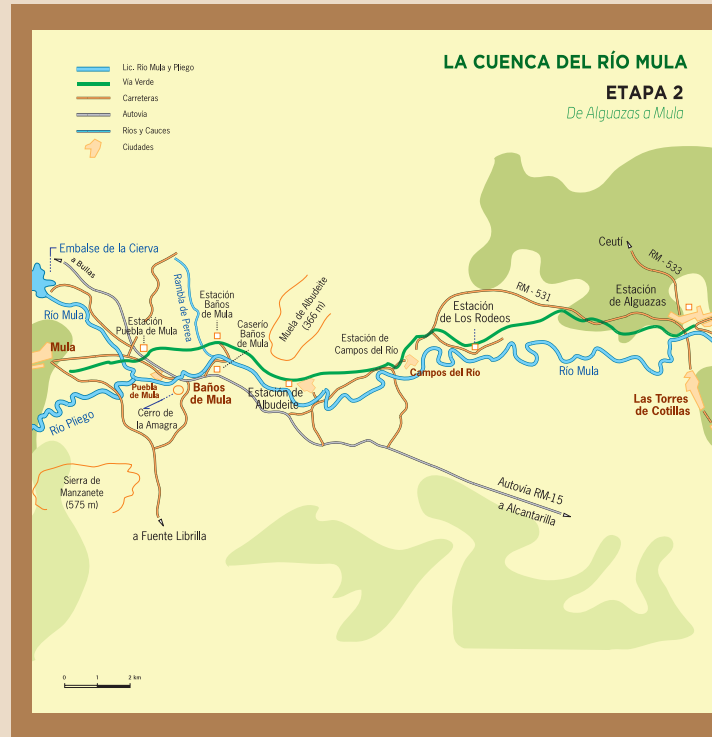 LA CUENCA DEL RÍO MULA
ETAPA 2
De Alguazas a Mula
Lic. Río Mula y Pliego
Vía Verde
Carreteras
Autovía
Ríos y Cauces
Ciudades
Embalse de la Cierva
a Bullas
Río Mula
Rambla de Perea
Estación
Puebla de Mula
Estación
Baños
de Mula
Caserío
Baños
de Mula
Muela de Albudeite
(366 m)
Estación de
Campos del Río
Estación
de Los Rodeos
RM - 531
Ceutí
RM - 533
Estación
de Alguazas
Mula
Puebla
de Mula
Baños
de Mula
Estación de
Albudeite
Campos del Río
Río Mula
Las Torres
de Cotillas
Río Pliego
Cerro de
la Amagra
Sierra de
Manzanete
(575 m)
a Fuente Librilla
Autovía RM-15
a Alcantarilla
0 1 2 km